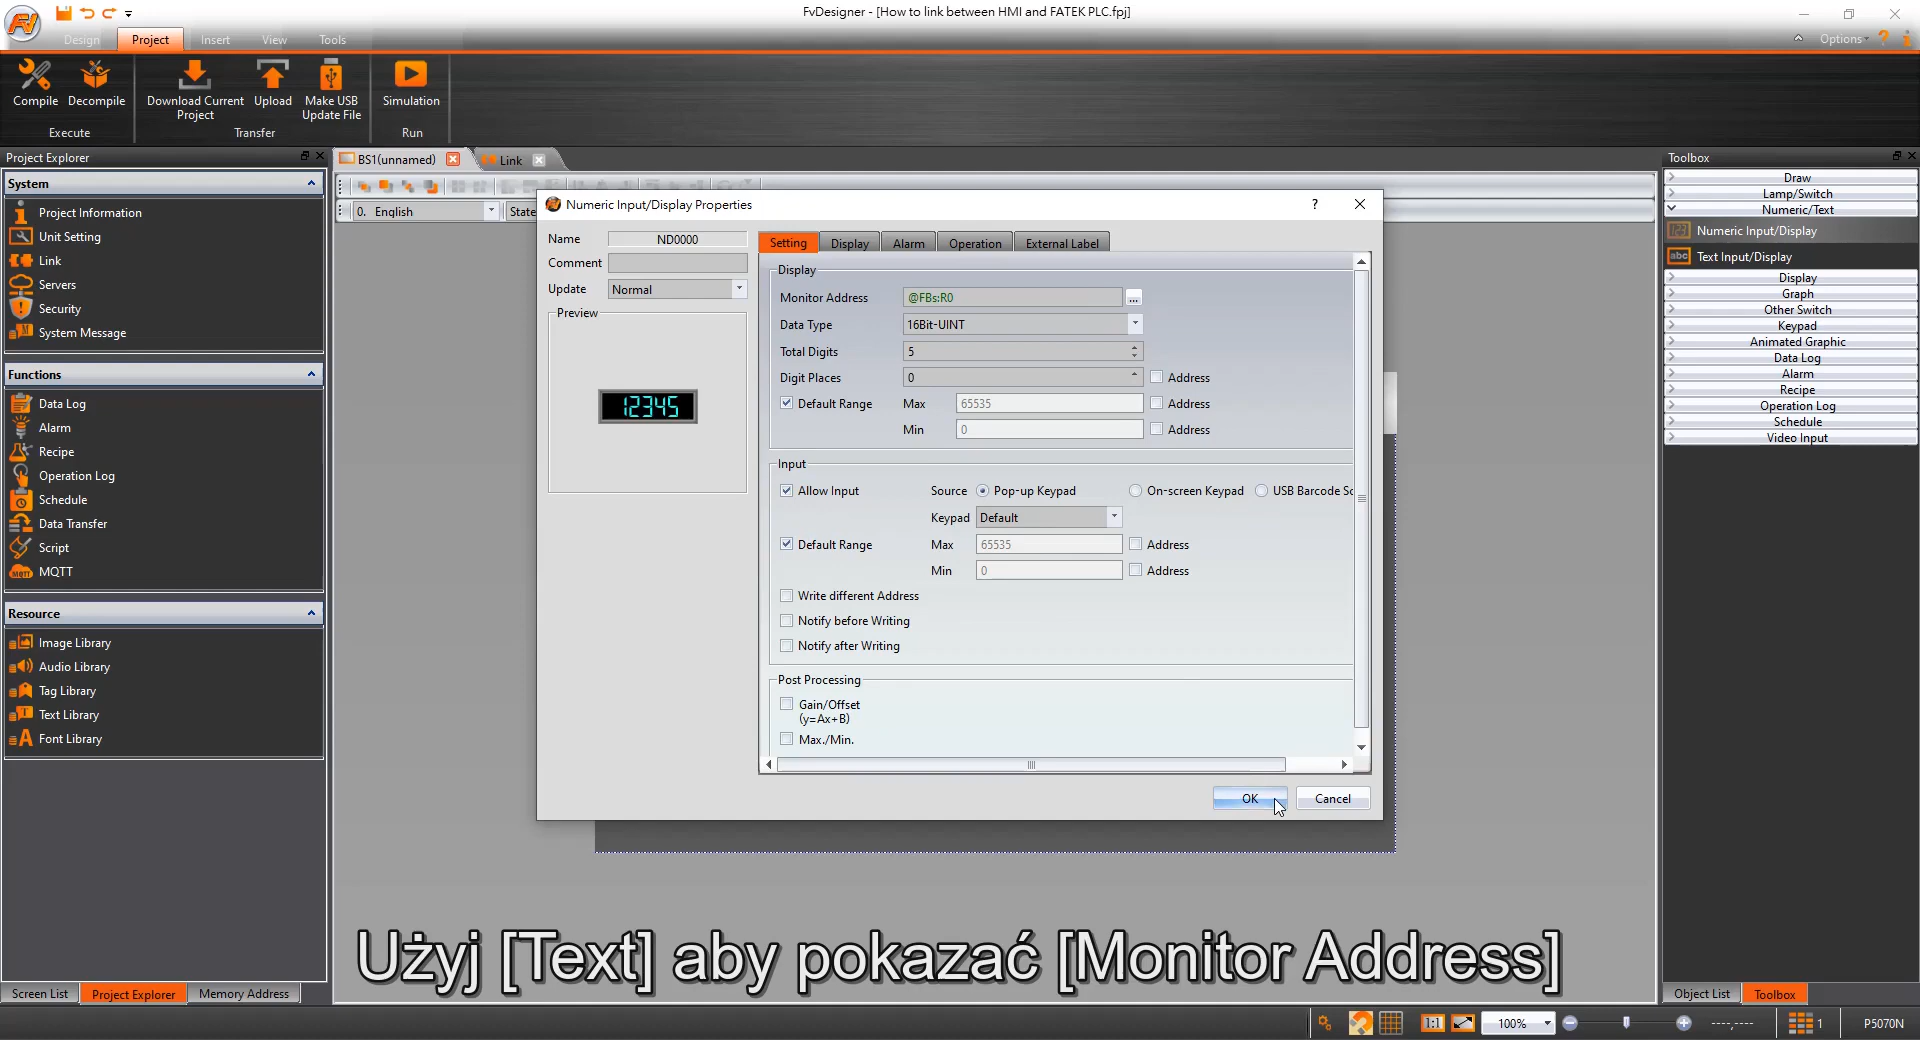 FvDesigner - [How to link between HMI and FATEK PLC.fpj]
Design Project Insert View Tools
Options
Compile Decompile Download Current Project Upload Make USB Update File Simulation
Execute Transfer Run
Project Explorer
System
Project Information
Unit Setting
Link
Servers
Security
System Message
Functions
Data Log
Alarm
Recipe
Operation Log
Schedule
Data Transfer
Script
MQTT
Resource
Image Library
Audio Library
Tag Library
Text Library
Font Library
Screen List Project Explorer Memory Address
BS1(unnamed) Link
0. English State
Numeric Input/Display Properties
Name ND0000
Comment
Update Normal
Preview
12345
Setting Display Alarm Operation External Label
Display
Monitor Address @FBs:R0 ...
Data Type 16Bit-UINT
Total Digits 5
Digit Places 0 Address
Default Range Max 65535 Address
Min 0 Address
Input
Allow Input Source Pop-up Keypad On-screen Keypad USB Barcode Sc
Keypad Default
Default Range Max 65535 Address
Min 0 Address
Write different Address
Notify before Writing
Notify after Writing
Post Processing
Gain/Offset
(y=Ax+B)
Max./Min.
OK Cancel
Toolbox
Draw
Lamp/Switch
Numeric/Text
Numeric Input/Display
abc Text Input/Display
Display
Graph
Other Switch
Keypad
Animated Graphic
Data Log
Alarm
Recipe
Operation Log
Schedule
Video Input
Object List Toolbox
Użyj [Text] aby pokazać [Monitor Address]
1:1 100% ----,---- 1 P5070N